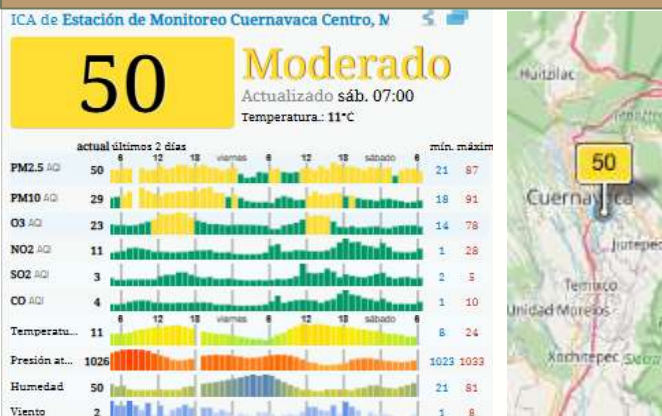 ICA de Estación de Monitoreo Cuernavaca Centro, M
50
Moderado
Actualizado sáb. 07:00
Temperatura.: 11°C
actual últimos 2 días
mín. máxim
6 12 18 viernes 6 12 18 sábado 6
PM2.5 AQI 50 21 87
PM10 AQI 29 18 91
O3 AQI 23 14 78
NO2 AQI 11 1 28
SO2 AQI 3 2 5
CO AQI 4 1 10
6 12 18 viernes 6 12 18 sábado 6
Temperatu... 11 8 24
Presión at... 1026 1023 1033
Humedad 50 21 81
Viento 2 1 8
Huitzilac
50
Cuernavaca
Jiutepec
Temixco
Unidad Morelos
Xochitepec